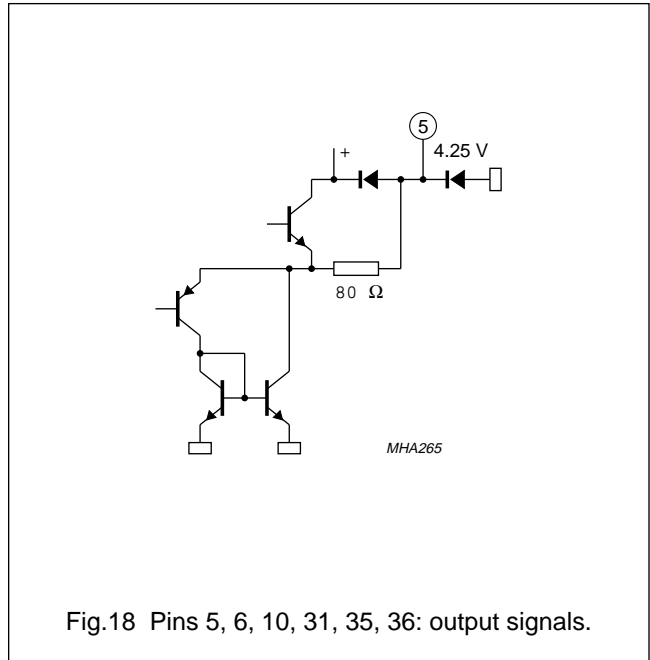 5
4.25 V
+
80 Ω
MHA265
Fig.18 Pins 5, 6, 10, 31, 35, 36: output signals.